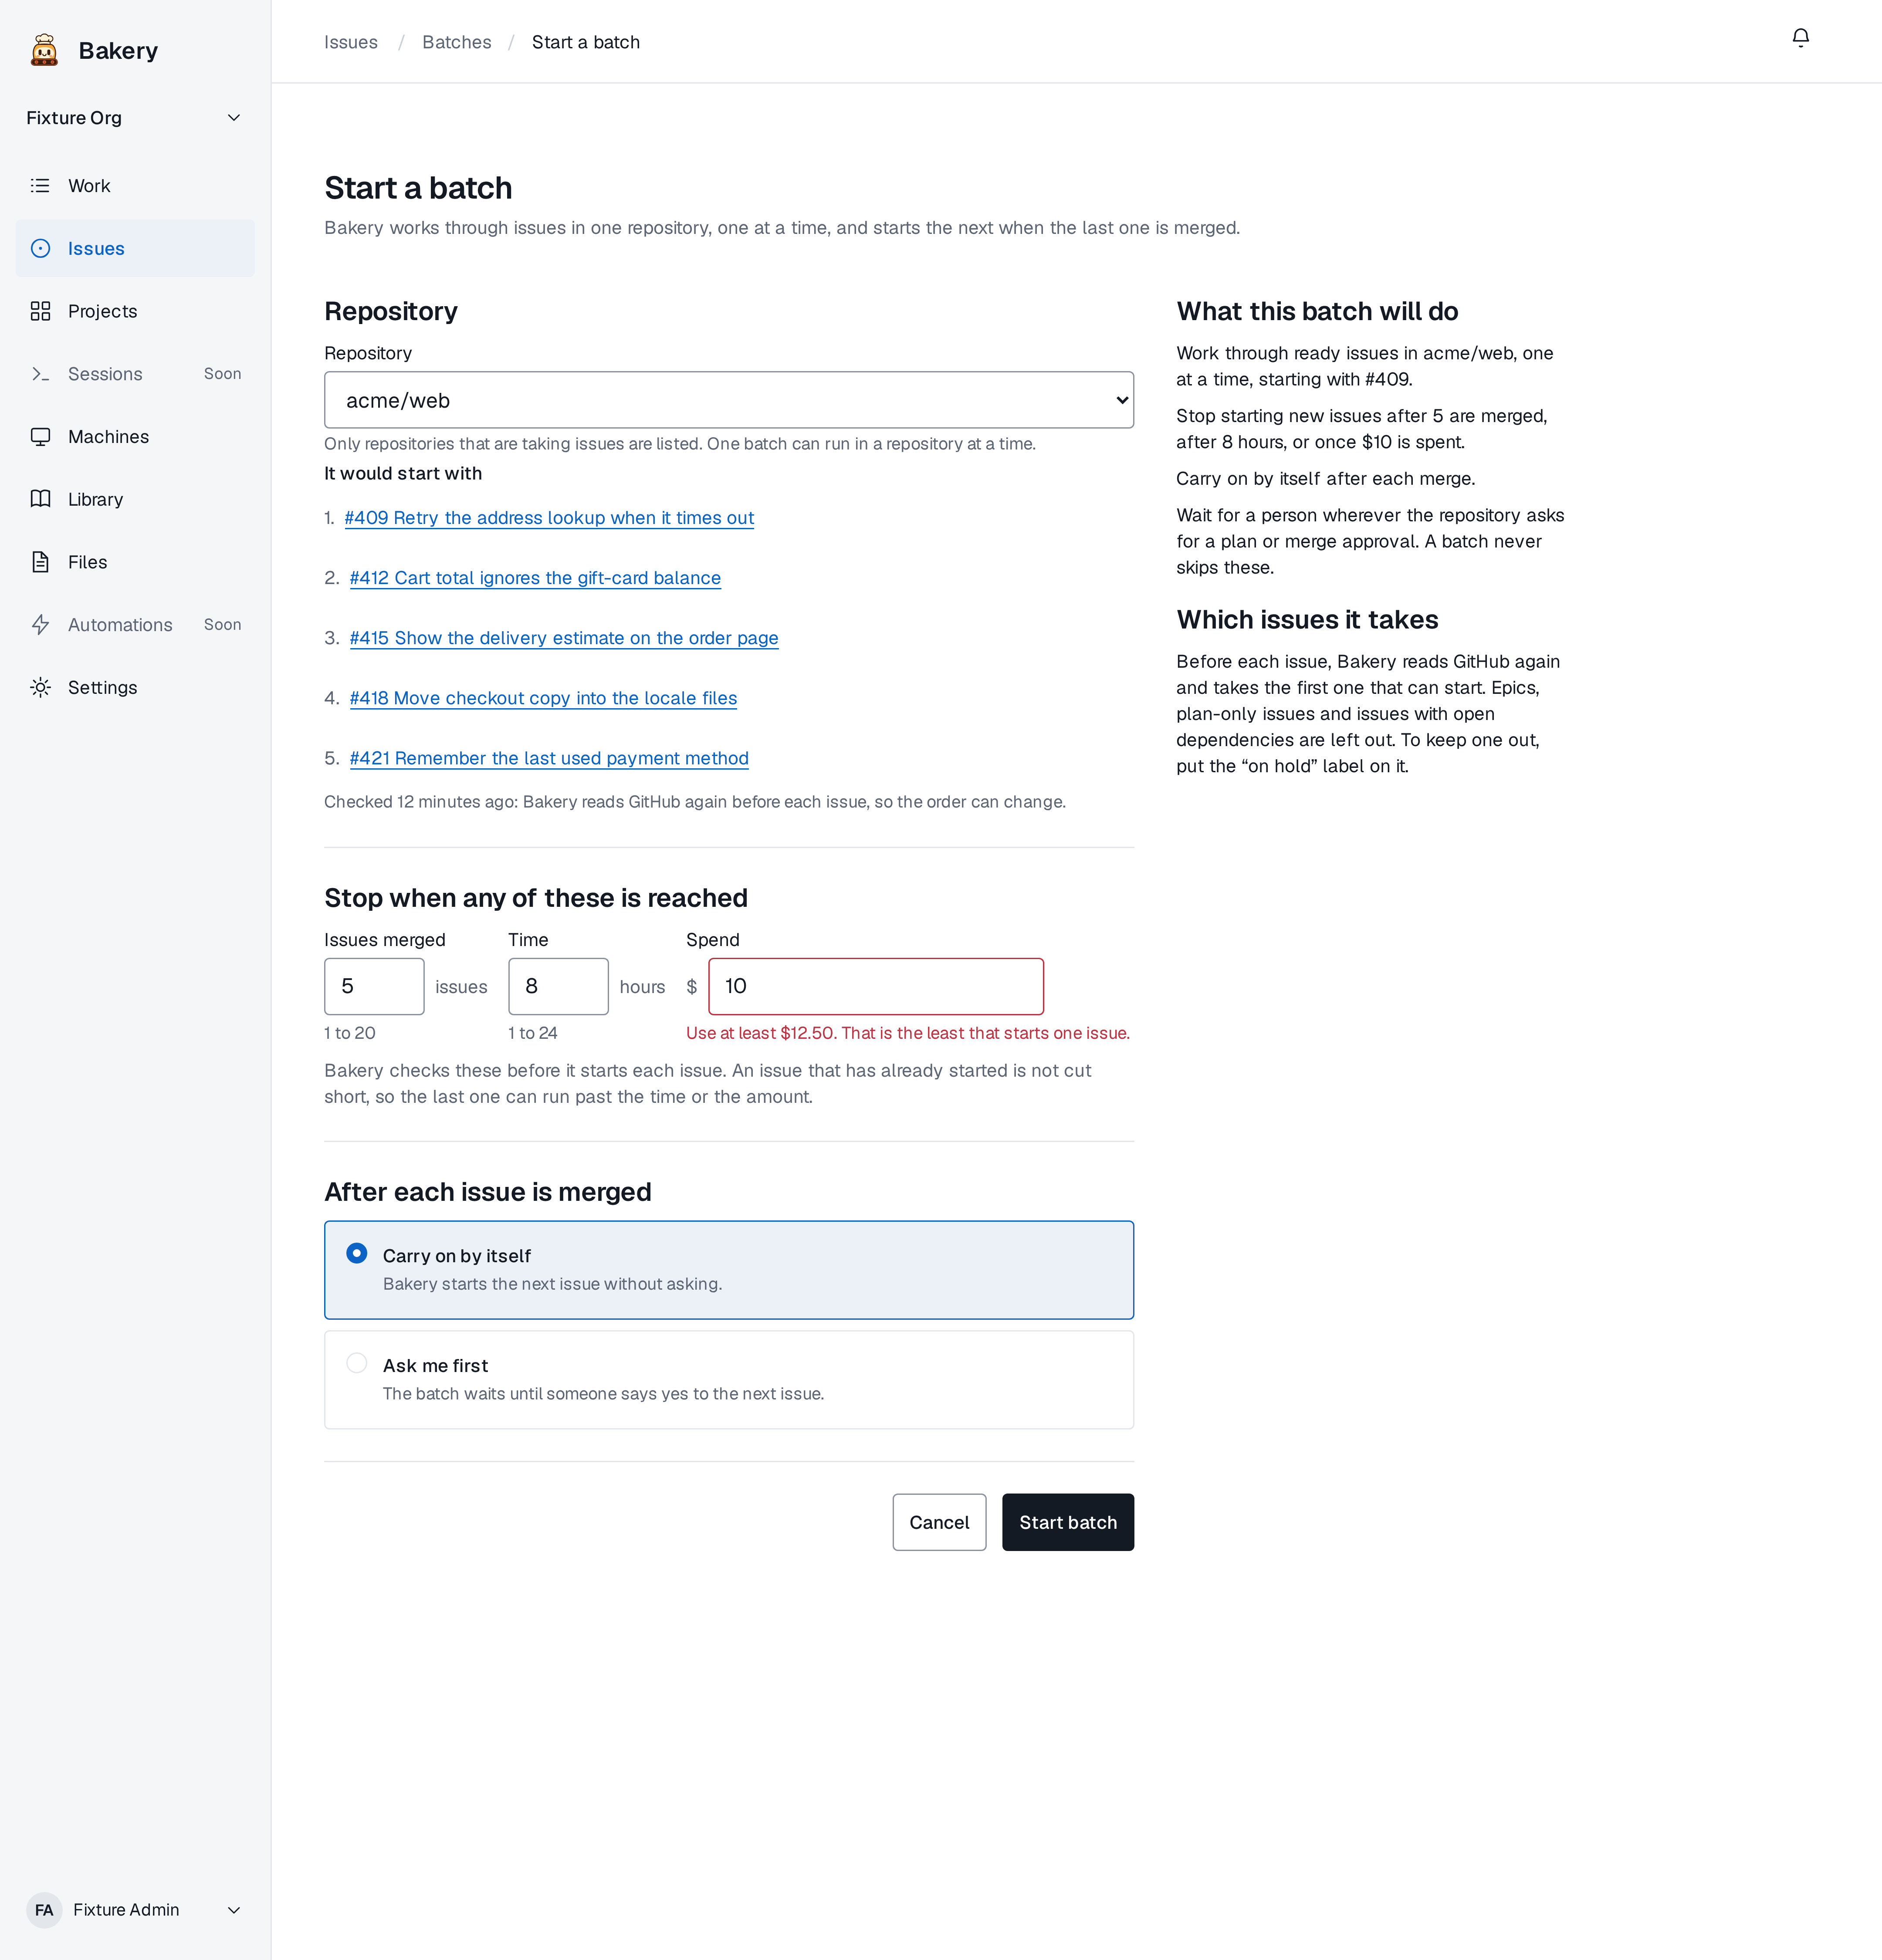 Bakery
Fixture Org
Work
Issues
Projects
Sessions Soon
Machines
Library
Files
Automations Soon
Settings
FA Fixture Admin
Issues / Batches / Start a batch
Start a batch
Bakery works through issues in one repository, one at a time, and starts the next when the last one is merged.
Repository
Repository
acme/web
Only repositories that are taking issues are listed. One batch can run in a repository at a time.
It would start with
1. #409 Retry the address lookup when it times out
2. #412 Cart total ignores the gift-card balance
3. #415 Show the delivery estimate on the order page
4. #418 Move checkout copy into the locale files
5. #421 Remember the last used payment method
Checked 12 minutes ago: Bakery reads GitHub again before each issue, so the order can change.
Stop when any of these is reached
Issues merged Time Spend
5 issues 8 hours $ 10
1 to 20 1 to 24 Use at least $12.50. That is the least that starts one issue.
Bakery checks these before it starts each issue. An issue that has already started is not cut
short, so the last one can run past the time or the amount.
After each issue is merged
Carry on by itself
Bakery starts the next issue without asking.
Ask me first
The batch waits until someone says yes to the next issue.
Cancel Start batch
What this batch will do
Work through ready issues in acme/web, one
at a time, starting with #409.
Stop starting new issues after 5 are merged,
after 8 hours, or once $10 is spent.
Carry on by itself after each merge.
Wait for a person wherever the repository asks
for a plan or merge approval. A batch never
skips these.
Which issues it takes
Before each issue, Bakery reads GitHub again
and takes the first one that can start. Epics,
plan-only issues and issues with open
dependencies are left out. To keep one out,
put the “on hold” label on it.